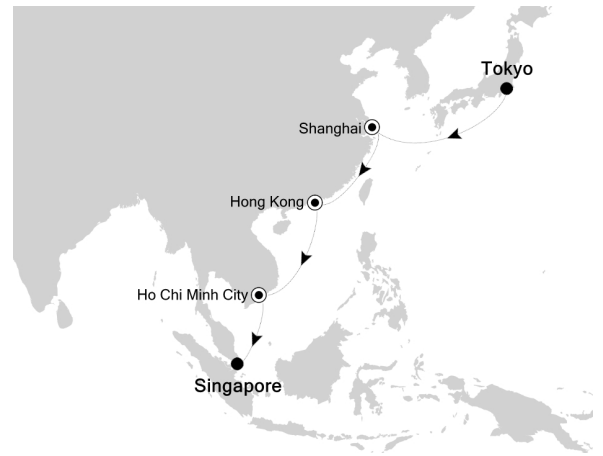 Tokyo
Shanghai
Hong Kong
Ho Chi Minh City
Singapore